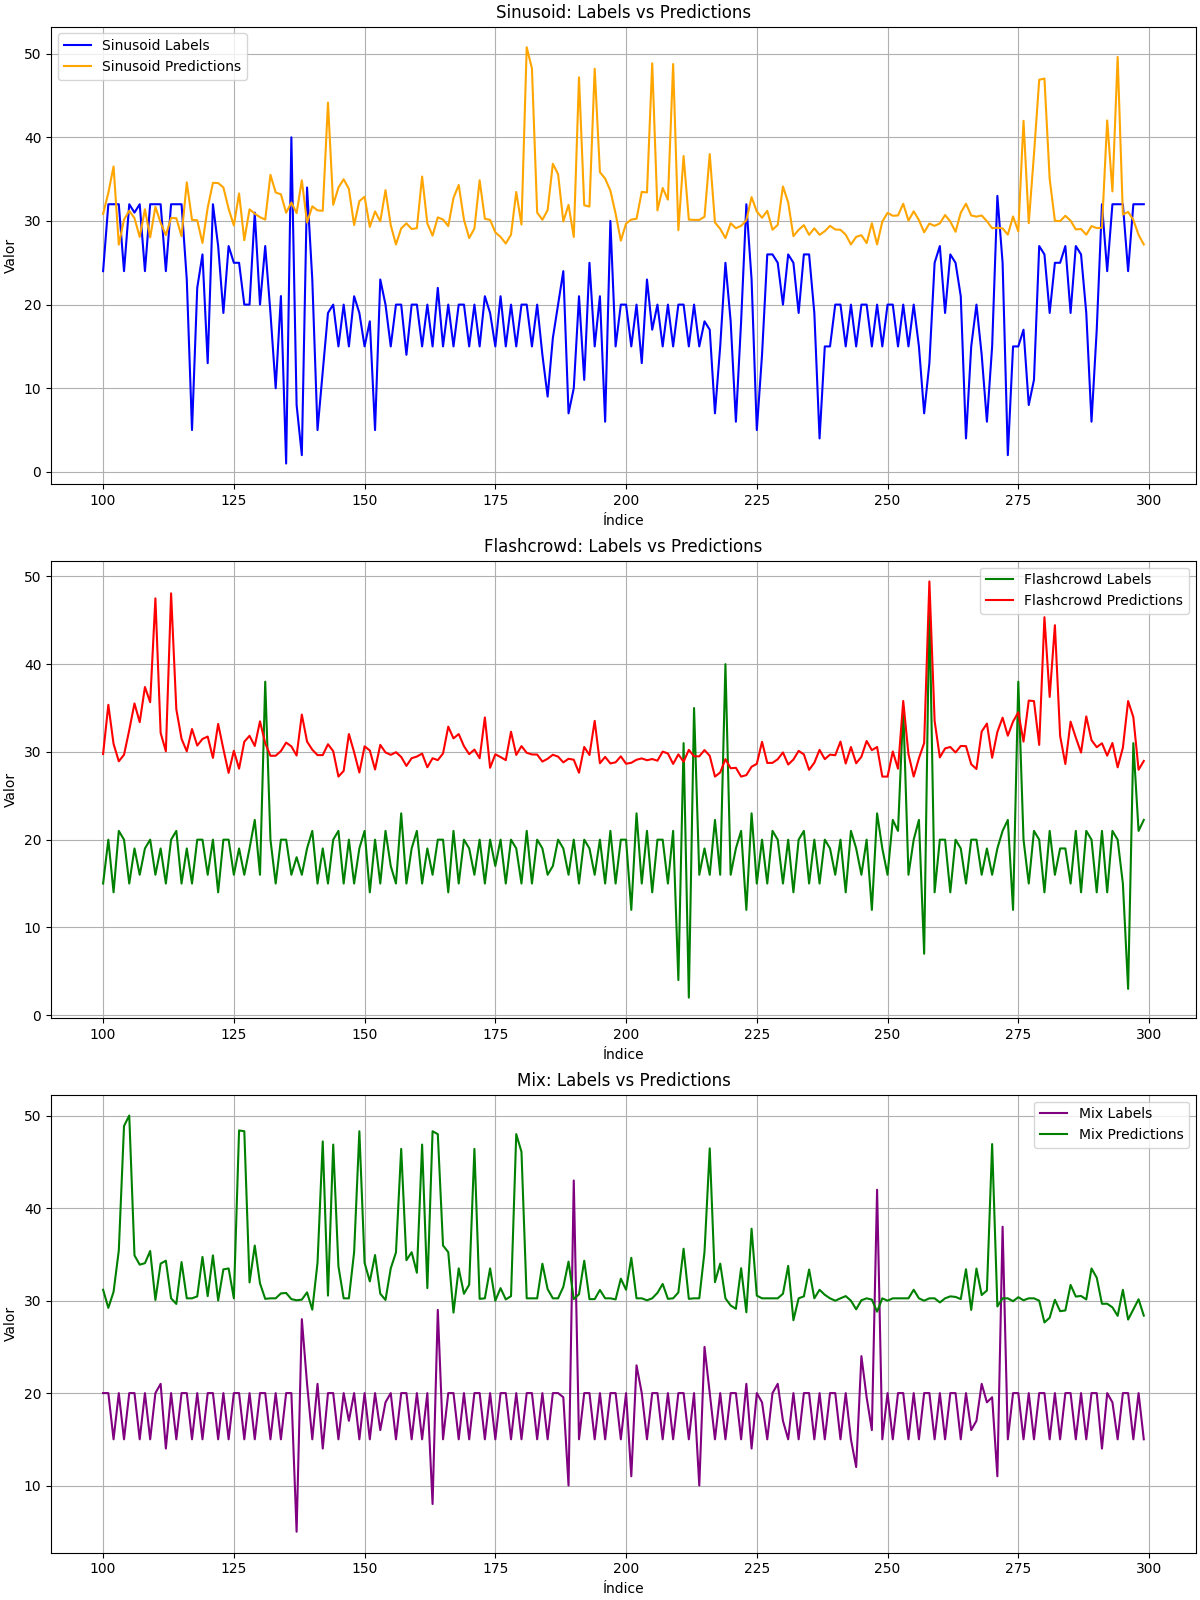 Sinusoid: Labels vs Predictions
Sinusoid Labels
Sinusoid Predictions
50
40
30
20
10
0
Valor
100 125 150 175 200 225 250 275 300
Índice
Flashcrowd: Labels vs Predictions
Flashcrowd Labels
Flashcrowd Predictions
50
40
30
20
10
0
Valor
100 125 150 175 200 225 250 275 300
Índice
Mix: Labels vs Predictions
Mix Labels
Mix Predictions
50
40
30
20
10
Valor
100 125 150 175 200 225 250 275 300
Índice